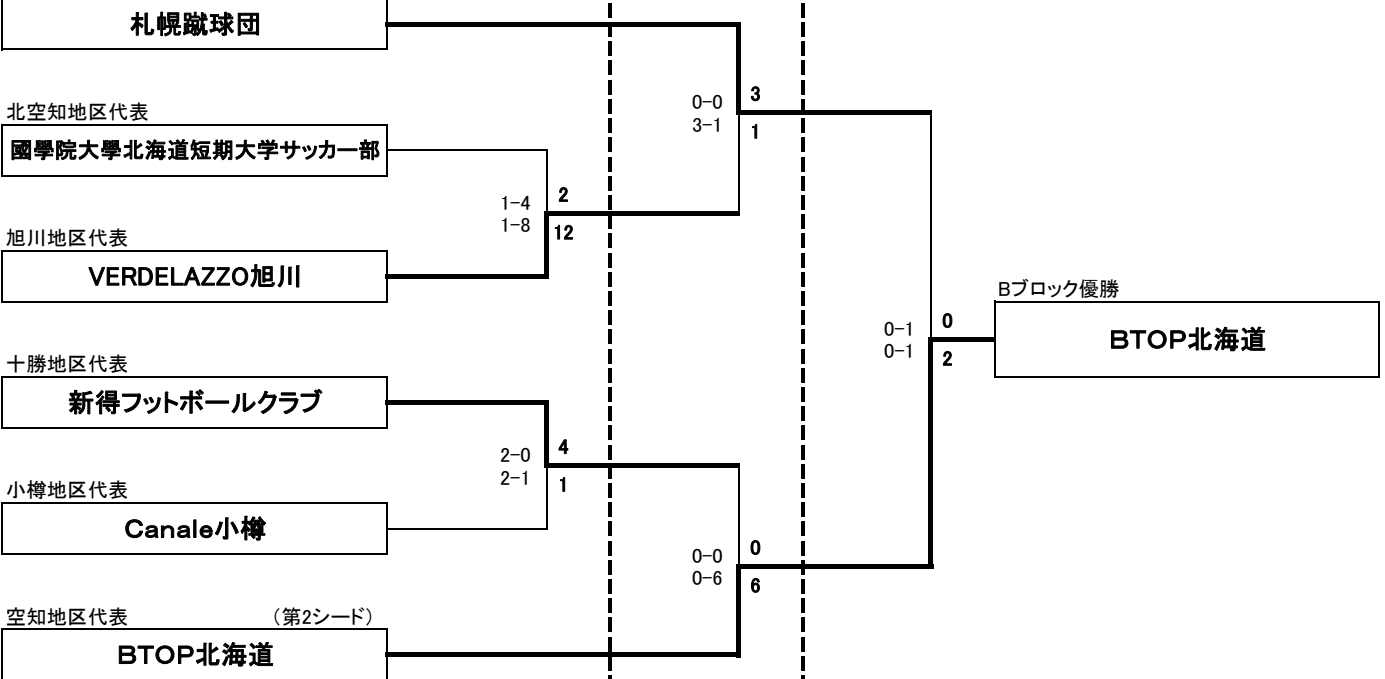 札幌蹴球団
北空知地区代表
國學院大學北海道短期大学サッカー部
旭川地区代表
VERDELAZZO旭川
十勝地区代表
新得フットボールクラブ
小樽地区代表
Canale小樽
空知地区代表 （第2シード）
BTOP北海道
1-4
1-8
2
12
2-0
2-1
4
1
0-0
3-1
3
1
0-0
0-6
0
6
0-1
0-1
0
2
Bブロック優勝
BTOP北海道